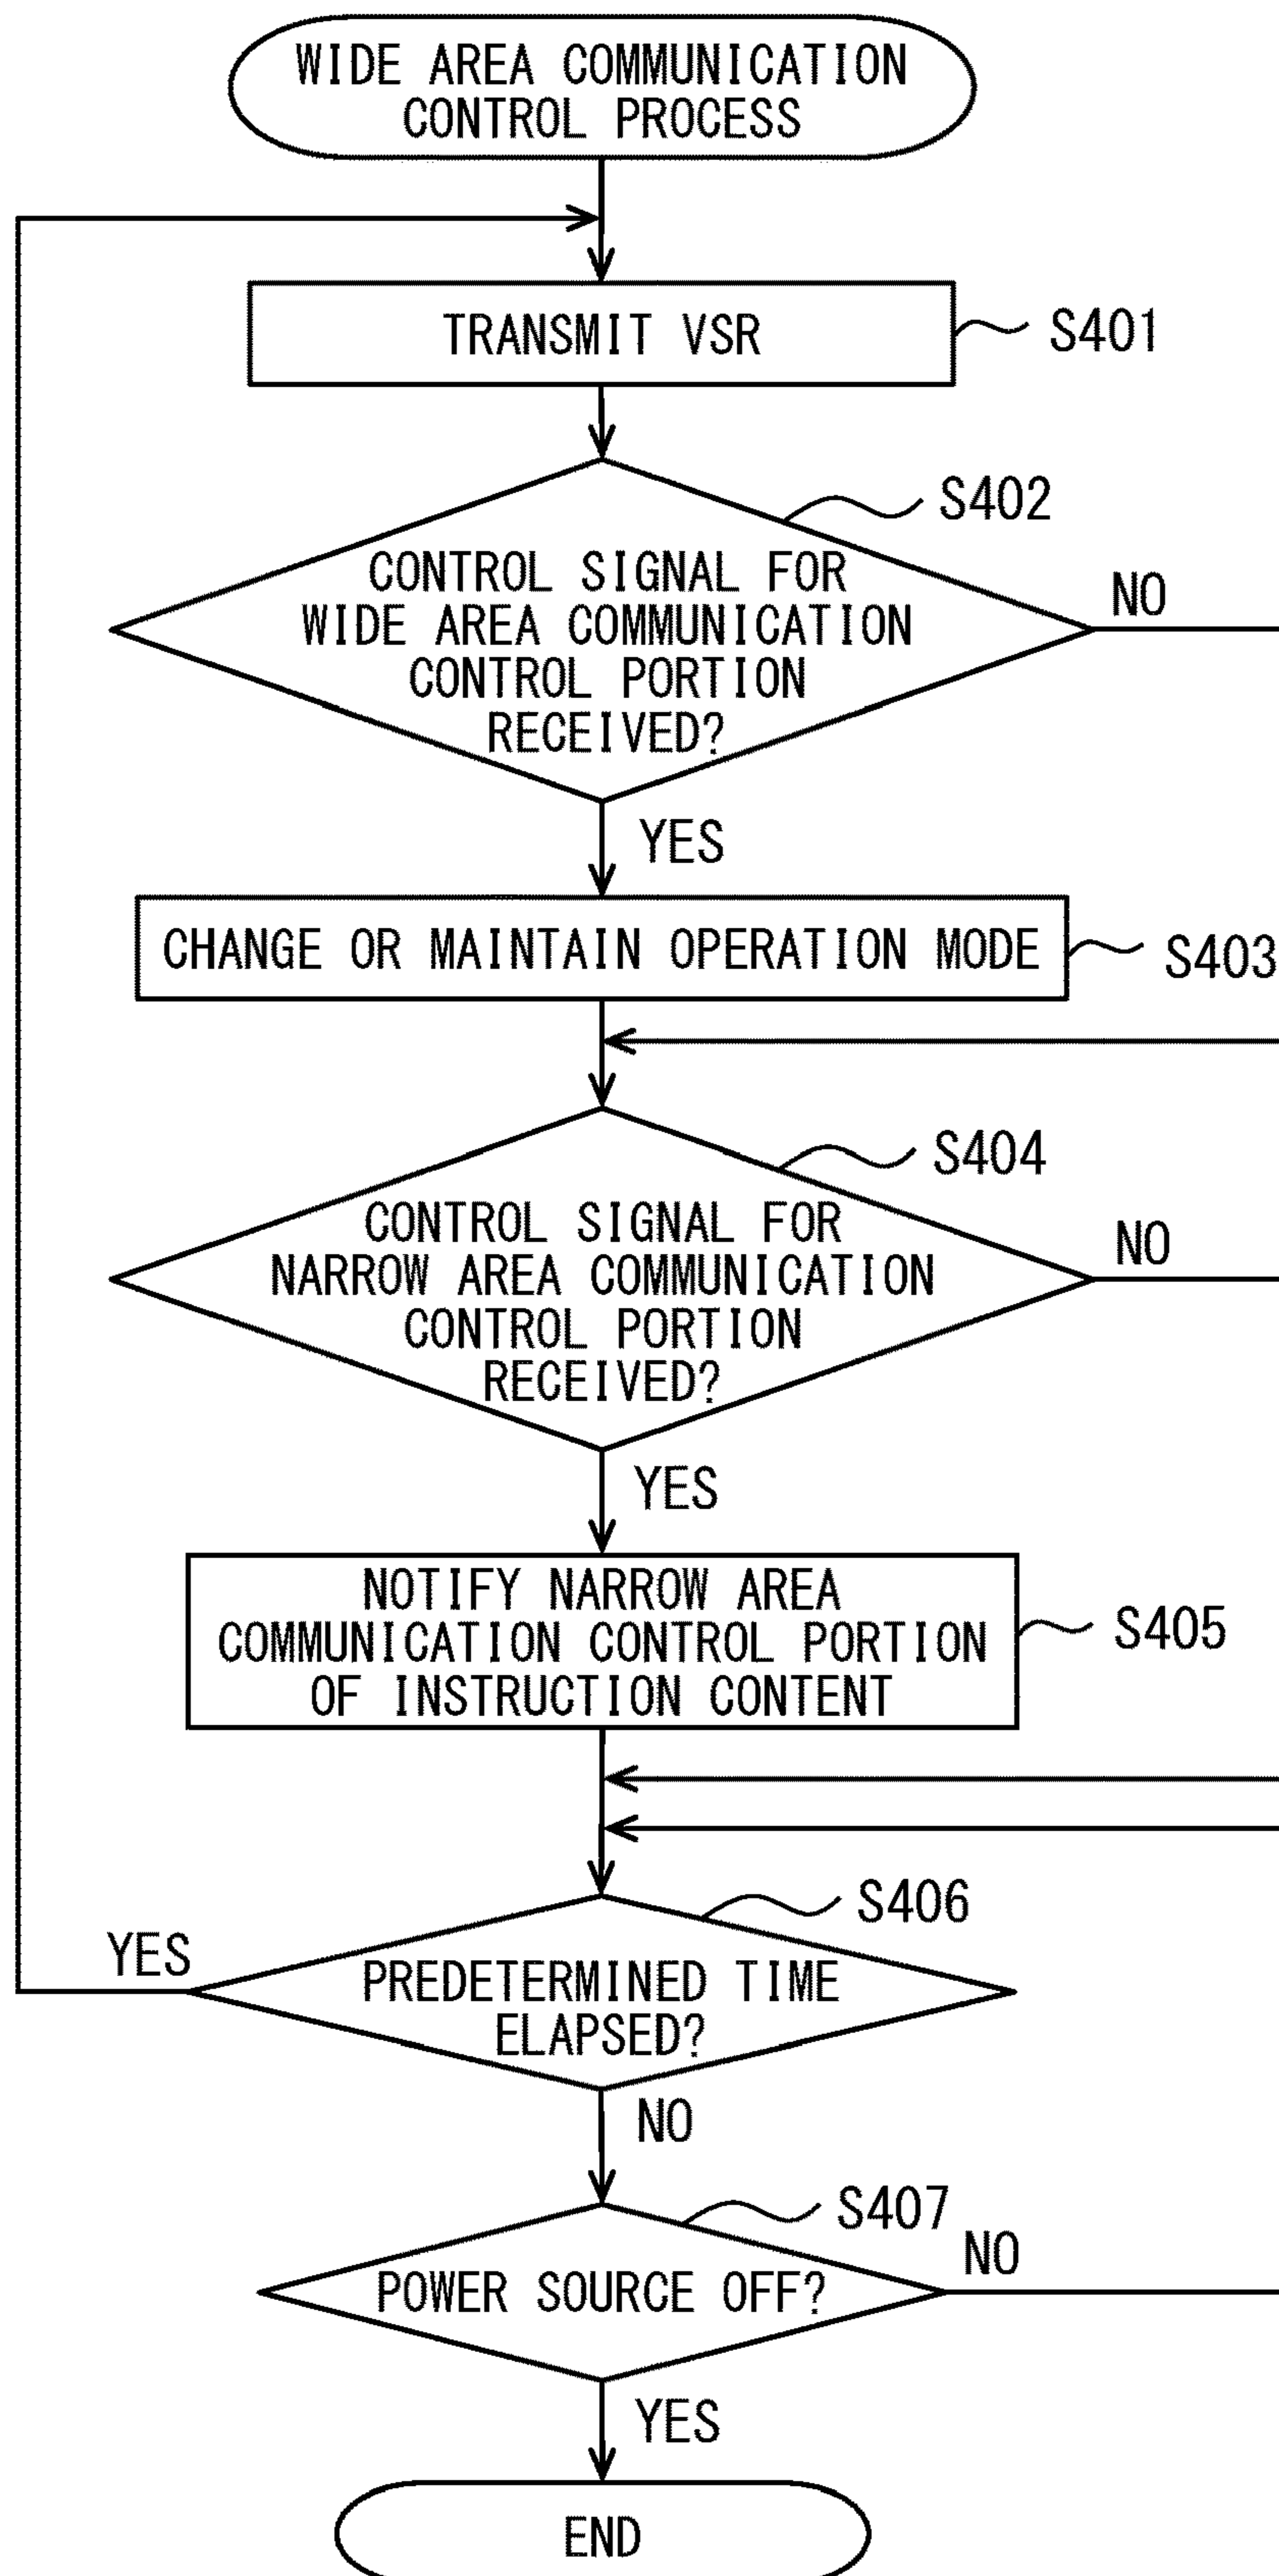 WIDE AREA COMMUNICATION
CONTROL PROCESS
TRANSMIT VSR
S401
S402
CONTROL SIGNAL FOR
WIDE AREA COMMUNICATION
CONTROL PORTION
RECEIVED?
NO
YES
CHANGE OR MAINTAIN OPERATION MODE
S403
S404
CONTROL SIGNAL FOR
NARROW AREA COMMUNICATION
CONTROL PORTION
RECEIVED?
NO
YES
NOTIFY NARROW AREA
COMMUNICATION CONTROL PORTION
OF INSTRUCTION CONTENT
S405
S406
YES
PREDETERMINED TIME
ELAPSED?
NO
S407
NO
POWER SOURCE OFF?
YES
END